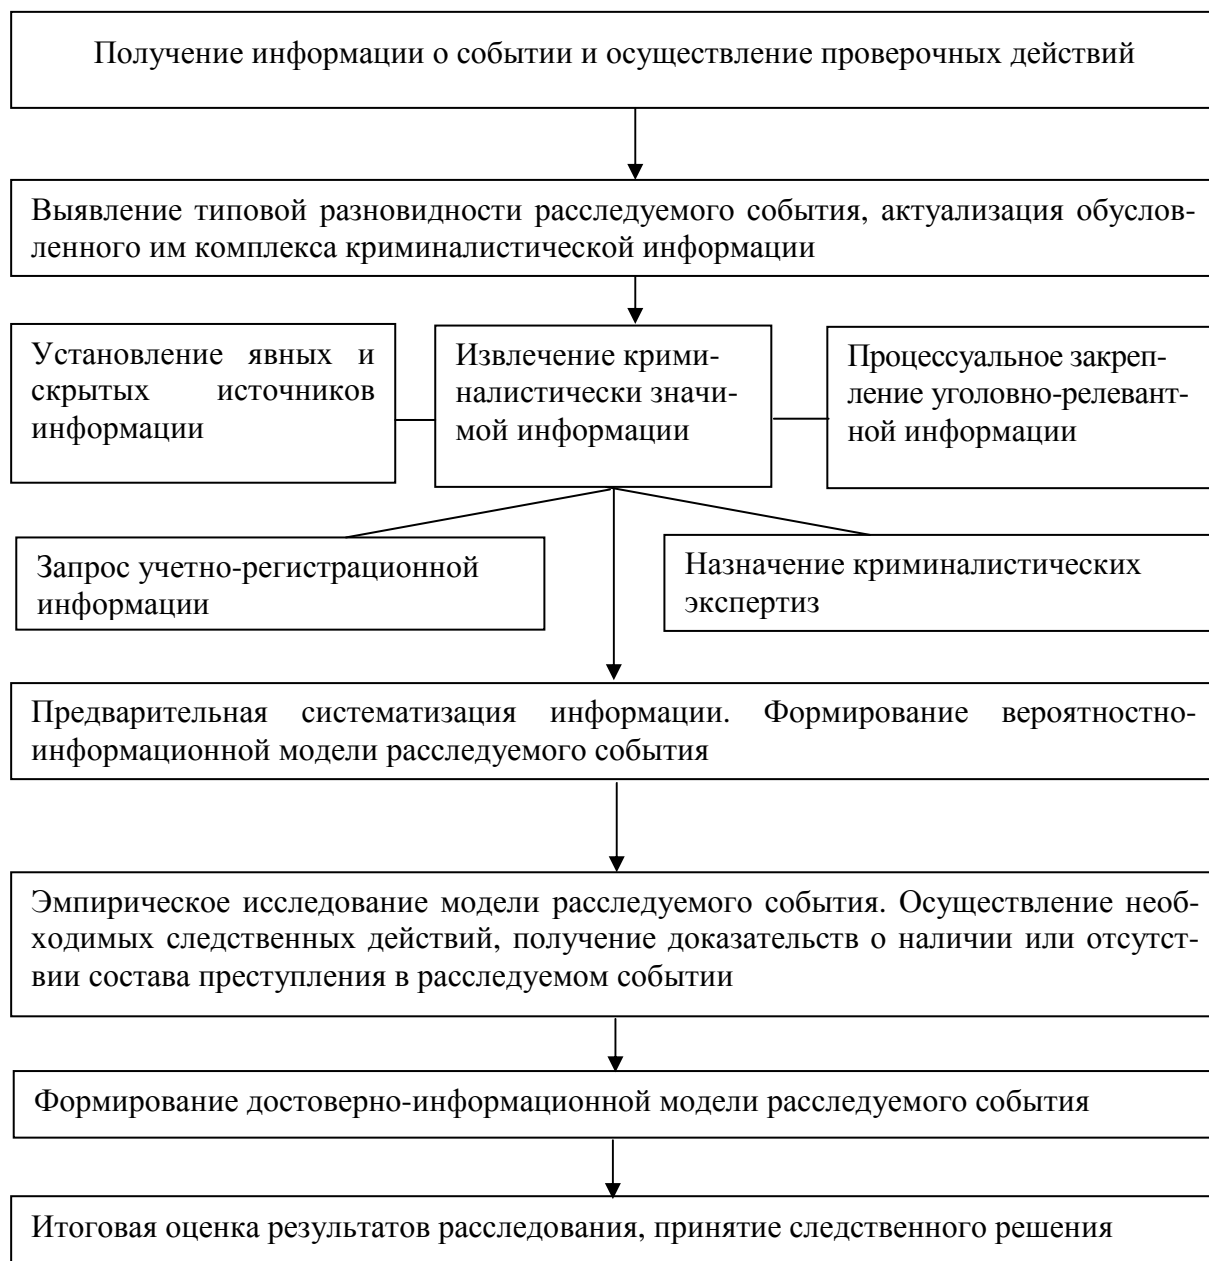 Получение информации о событии и осуществление проверочных действий
Выявление типовой разновидности расследуемого события, актуализация обуслов-
ленного им комплекса криминалистической информации
Установление явных и
скрытых источников
информации
Извлечение крими-
налистически значи-
мой информации
Процессуальное закреп-
ление уголовно-релевант-
ной информации
Запрос учетно-регистрационной
информации
Назначение криминалистических
экспертиз
Предварительная систематизация информации. Формирование вероятностно-
информационной модели расследуемого события
Эмпирическое исследование модели расследуемого события. Осуществление необ-
ходимых следственных действий, получение доказательств о наличии или отсутст-
вии состава преступления в расследуемом событии
Формирование достоверно-информационной модели расследуемого события
Итоговая оценка результатов расследования, принятие следственного решения